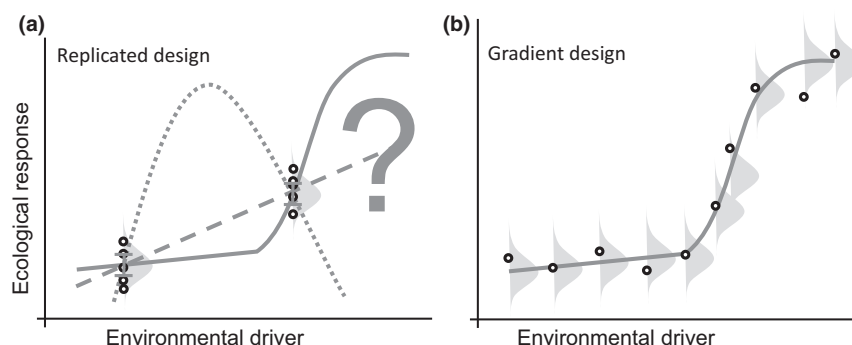 (a)
Replicated design
?
Ecological response
Environmental driver
(b)
Gradient design
Environmental driver